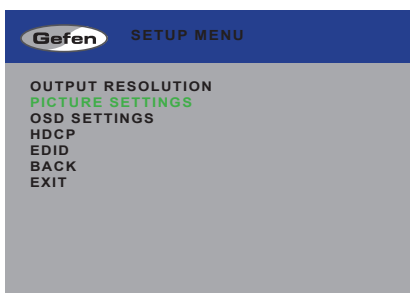 Gefen SETUP MENU
OUTPUT RESOLUTION
PICTURE SETTINGS
OSD SETTINGS
HDCP
EDID
BACK
EXIT